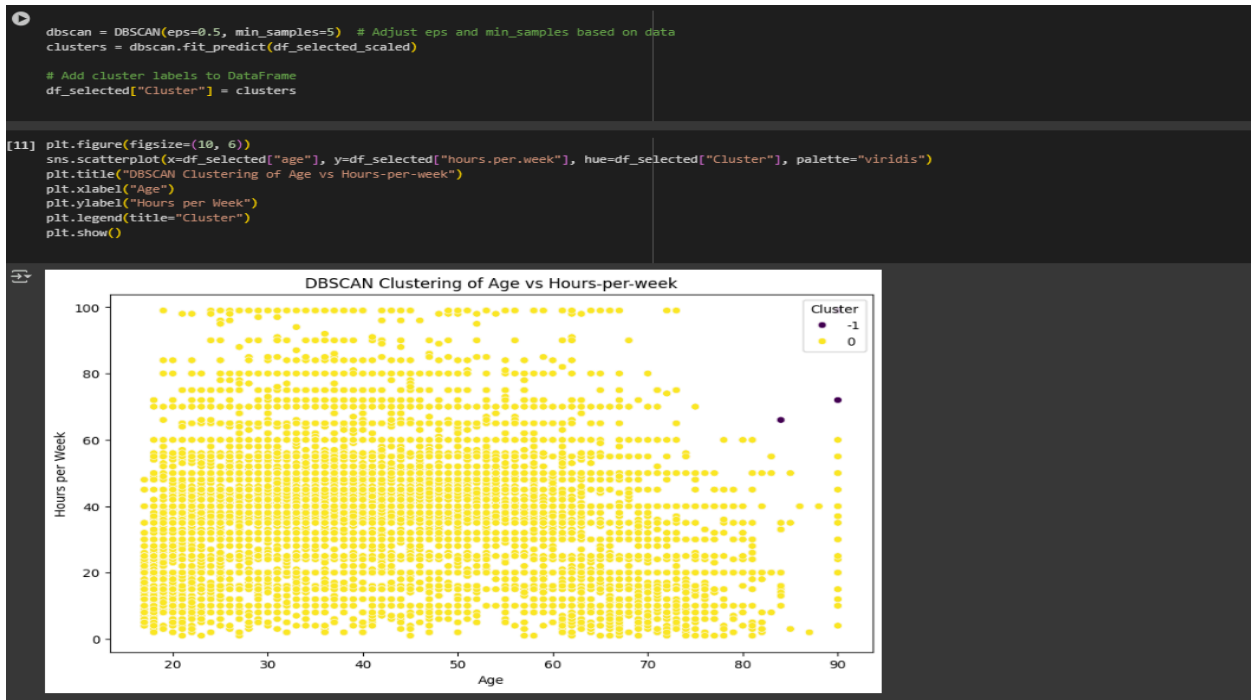 dbscan = DBSCAN(eps=0.5, min_samples=5)  # Adjust eps and min_samples based on data
clusters = dbscan.fit_predict(df_selected_scaled)
# Add cluster labels to DataFrame
df_selected["Cluster"] = clusters
[11] plt.figure(figsize=(10, 6))
sns.scatterplot(x=df_selected["age"], y=df_selected["hours.per.week"], hue=df_selected["Cluster"], palette="viridis")
plt.title("DBSCAN Clustering of Age vs Hours-per-week")
plt.xlabel("Age")
plt.ylabel("Hours per Week")
plt.legend(title="Cluster")
plt.show()
DBSCAN Clustering of Age vs Hours-per-week
Cluster
-1
0
Hours per Week
100
80
60
40
20
0
20 30 40 50 60 70 80 90
Age